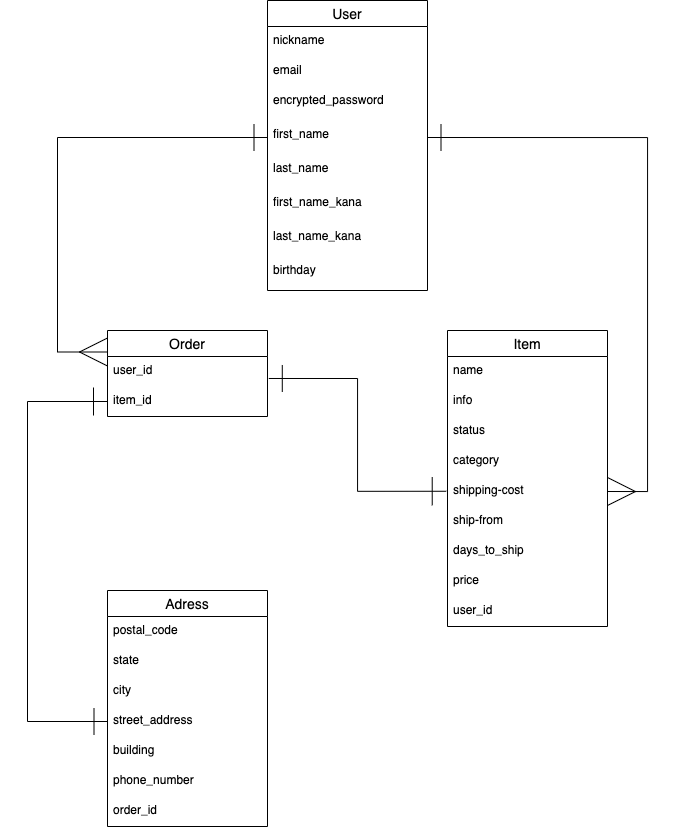 User
nickname
email
encrypted_password
first_name
last_name
first_name_kana
last_name_kana
birthday
Order
user_id
item_id
Item
name
info
status
category
shipping-cost
ship-from
days_to_ship
price
user_id
Adress
postal_code
state
city
street_address
building
phone_number
order_id